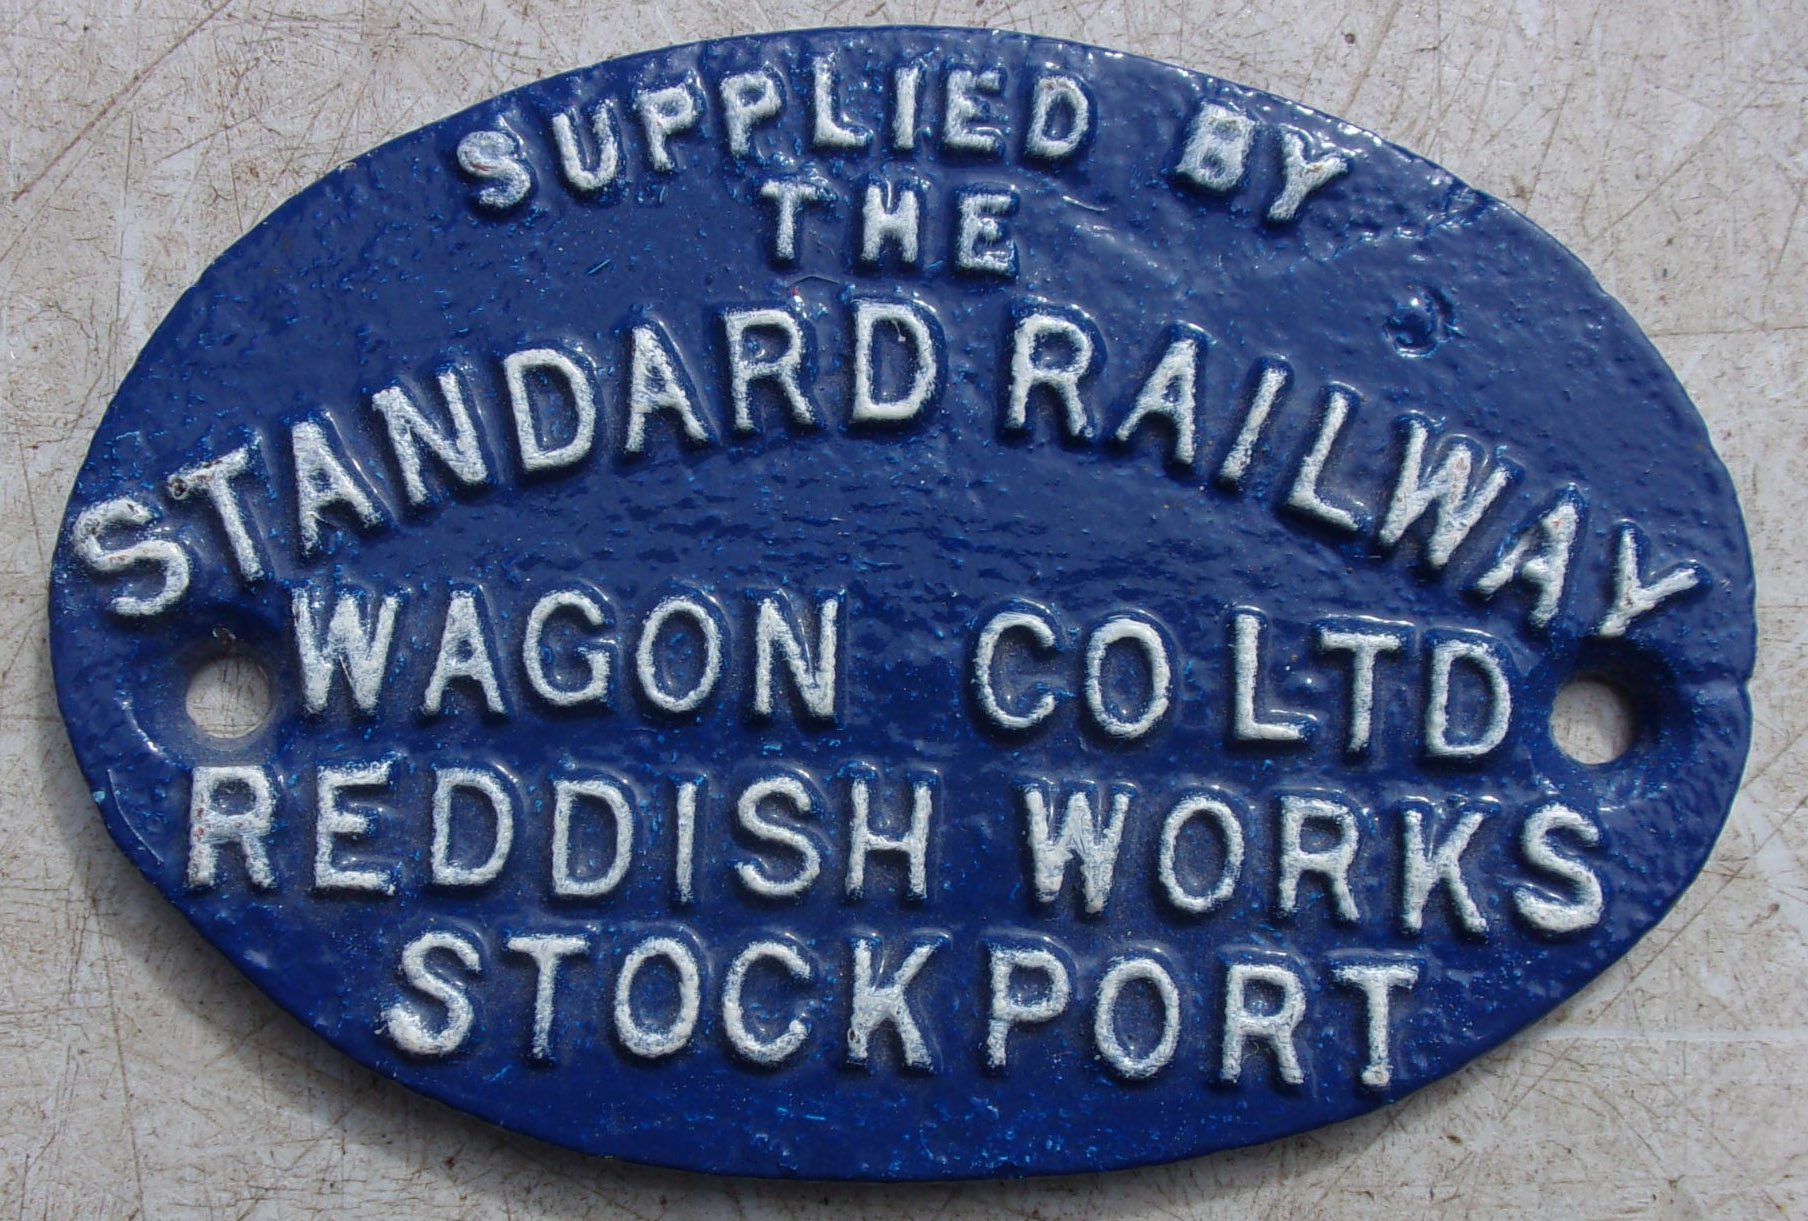 SUPPLIED BY
THE
STANDARD RAILWAY
WAGON CO LTD
REDDISH WORKS
STOCKPORT